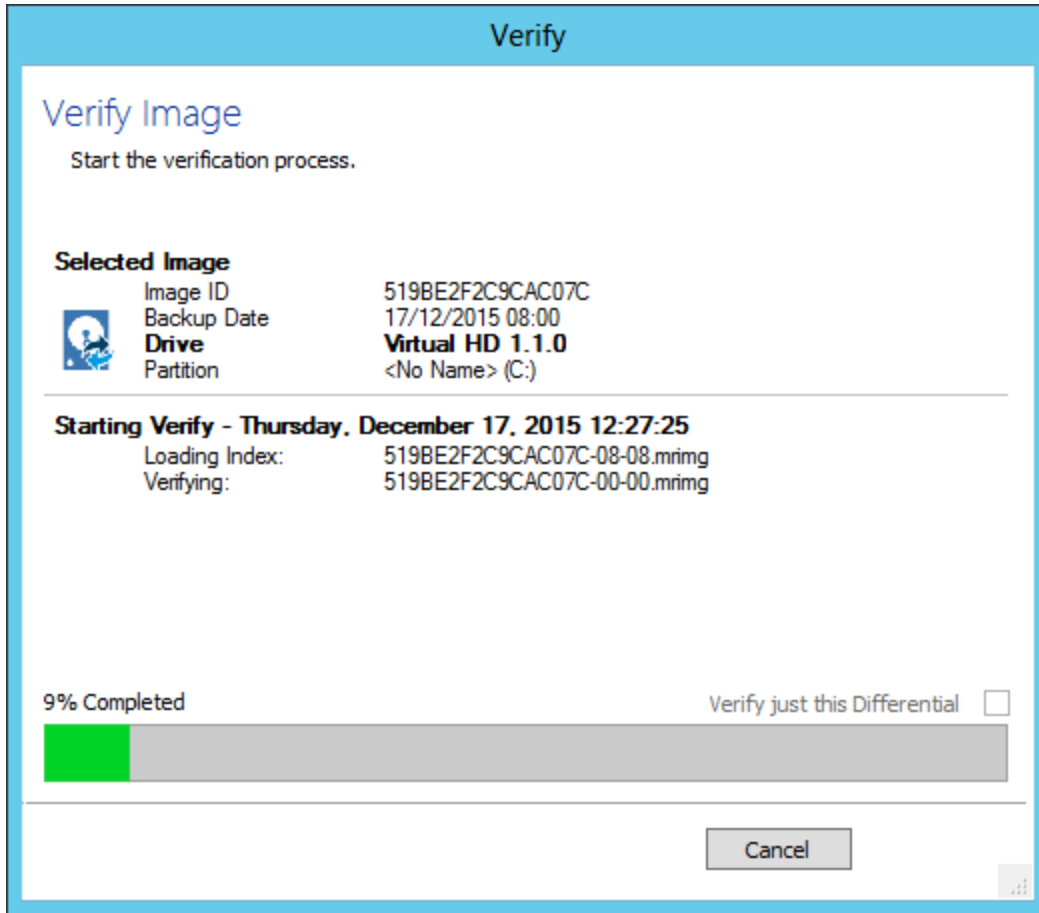 Verify
Verify Image
Start the verification process.
Selected Image
Image ID 519BE2F2C9CAC07C
Backup Date 17/12/2015 08:00
Drive Virtual HD 1.1.0
Partition <No Name> (C:)
Starting Verify - Thursday, December 17, 2015 12:27:25
Loading Index: 519BE2F2C9CAC07C-08-08.mrimg
Verifying: 519BE2F2C9CAC07C-00-00.mrimg
9% Completed Verify just this Differential
Cancel